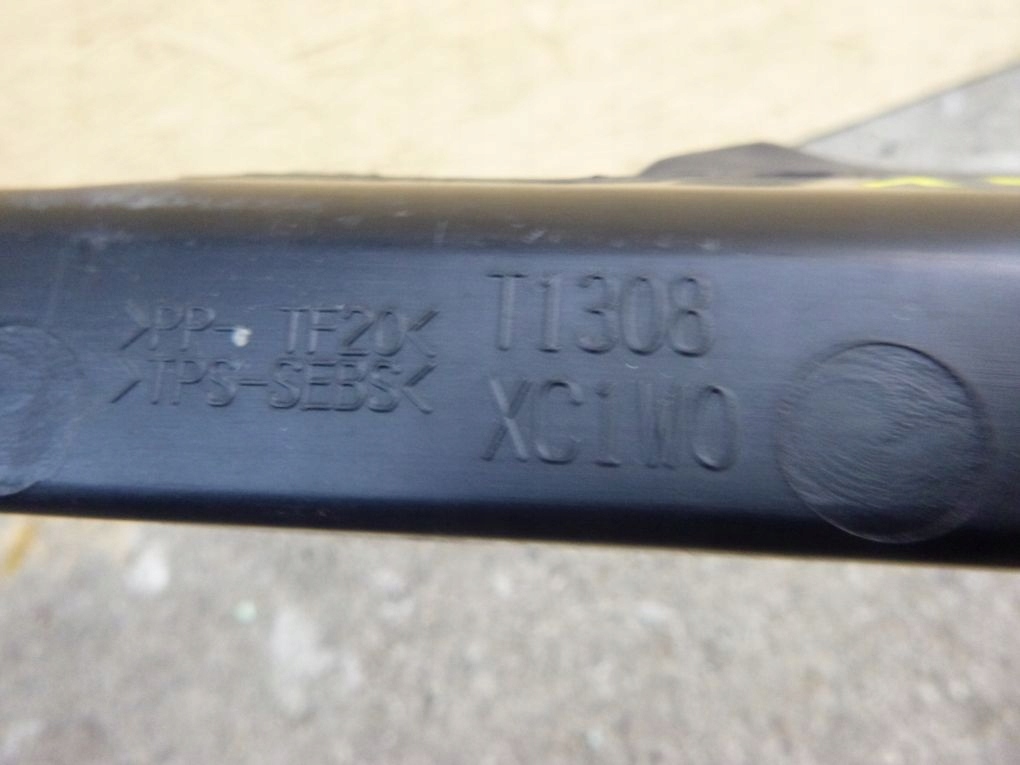 >PP-TF20<
>TPS-SEBS<
T1308
XC1W0